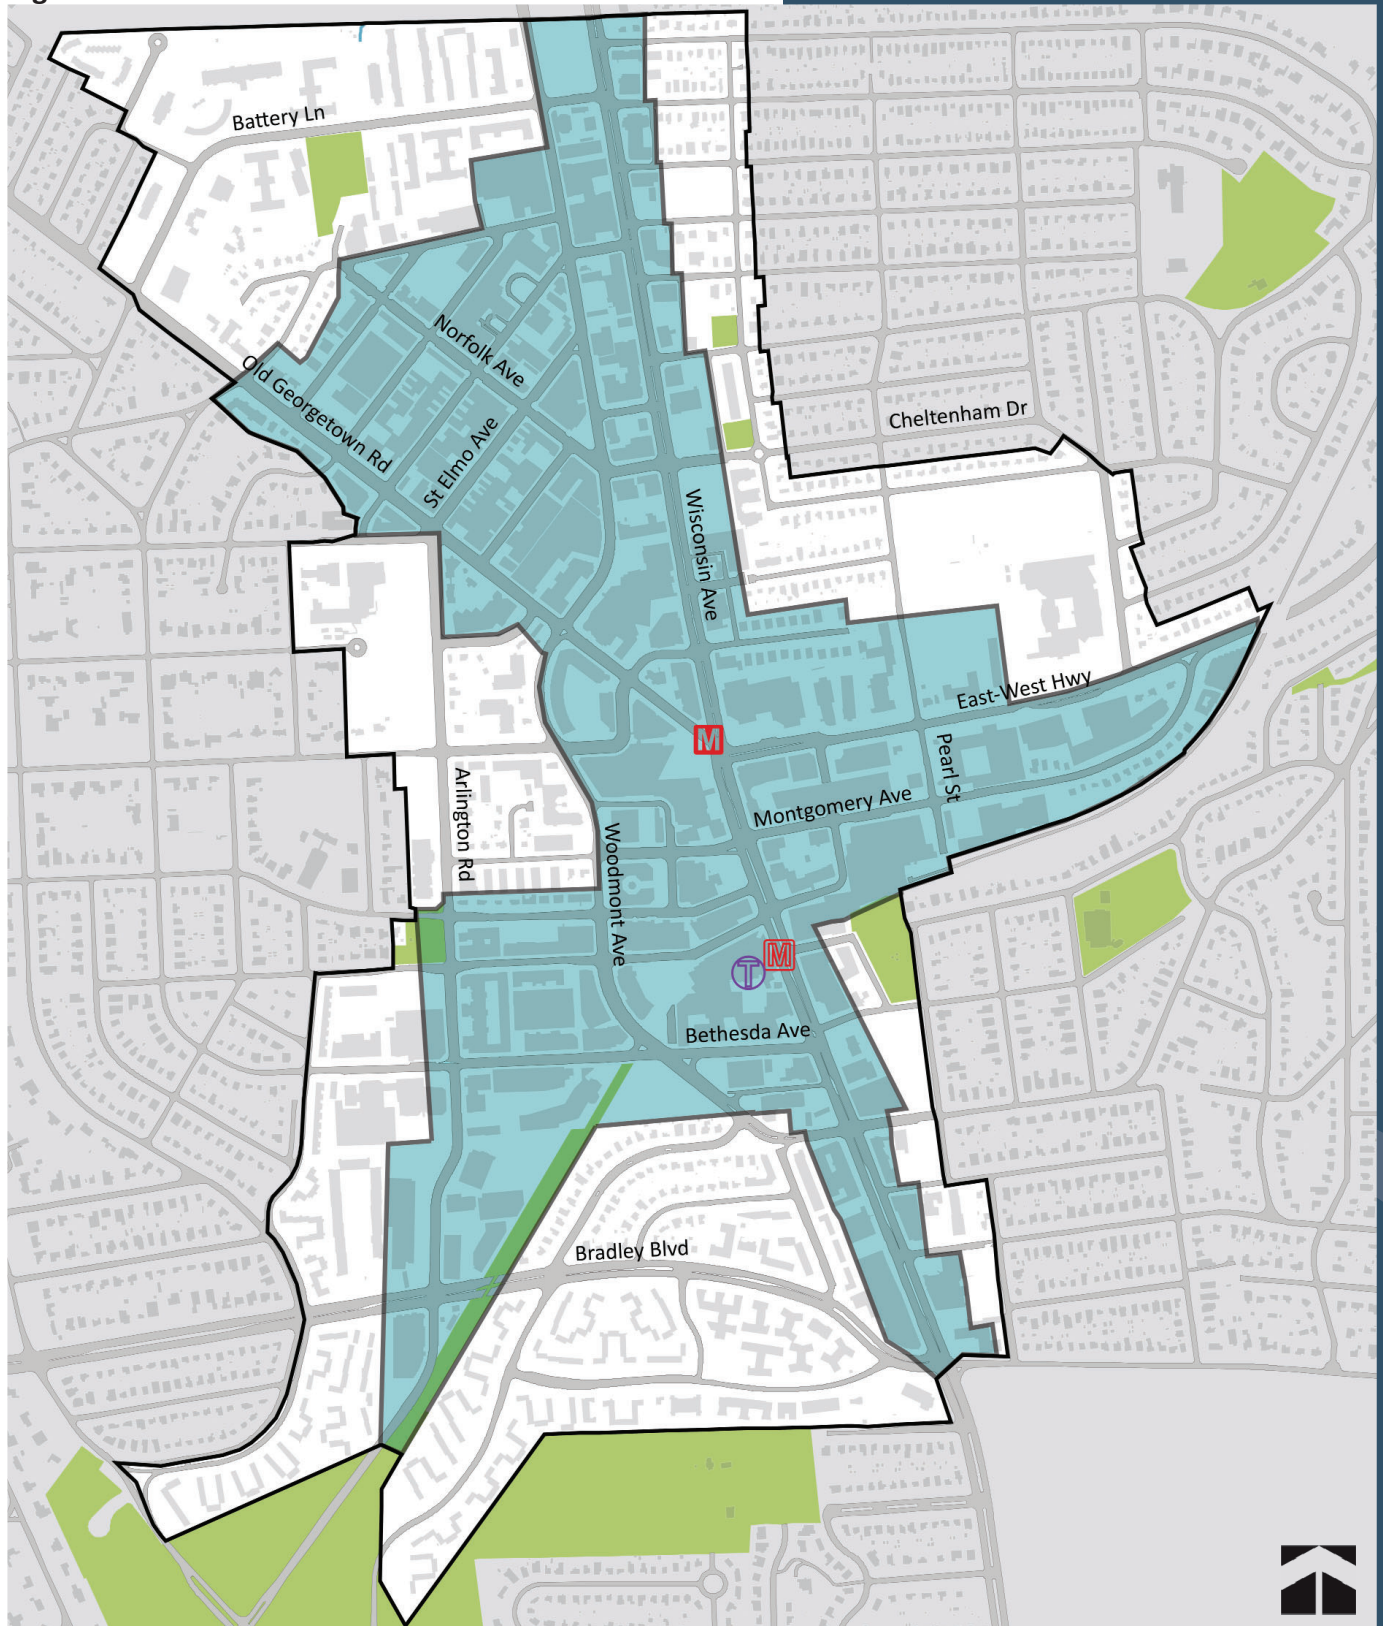 Battery Ln
Norfolk Ave
Old Georgetown Rd
St Elmo Ave
Cheltenham Dr
Wisconsin Ave
East-West Hwy
M
Pearl St
Arlington Rd
Montgomery Ave
Woodmont Ave
M
T
Bethesda Ave
Bradley Blvd